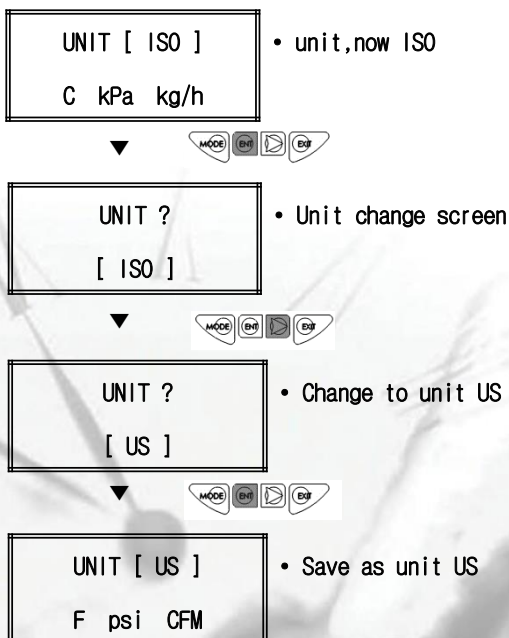 UNIT [ ISO ] • unit,now ISO
C kPa kg/h
▼ MODE ENT EXIT
UNIT ? • Unit change screen
[ ISO ]
▼ MODE ENT EXIT
UNIT ? • Change to unit US
[ US ]
▼ MODE ENT EXIT
UNIT [ US ] • Save as unit US
F psi CFM